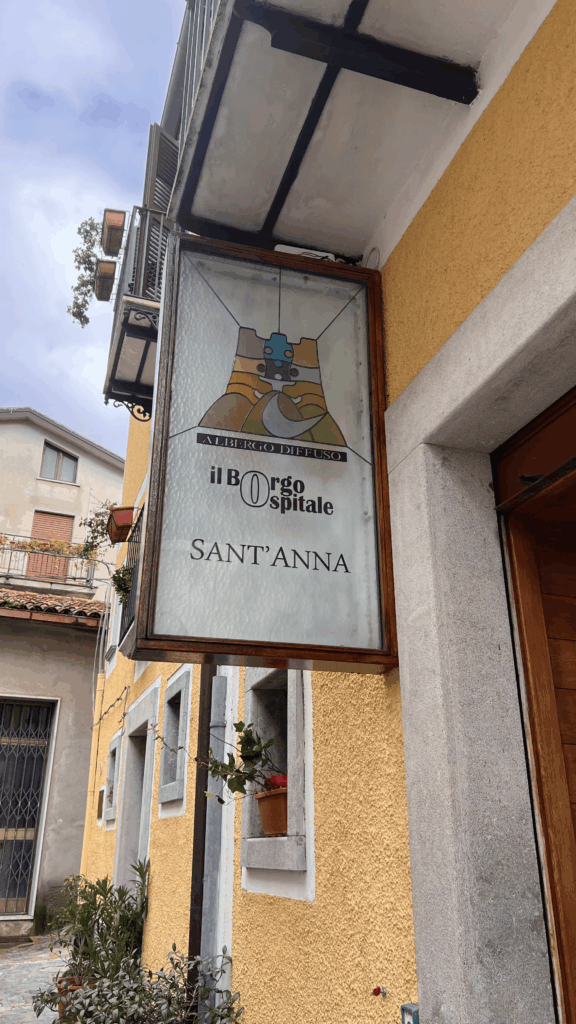 ALBERGO DIFFUSO
il Borgo
Ospitale
SANT'ANNA